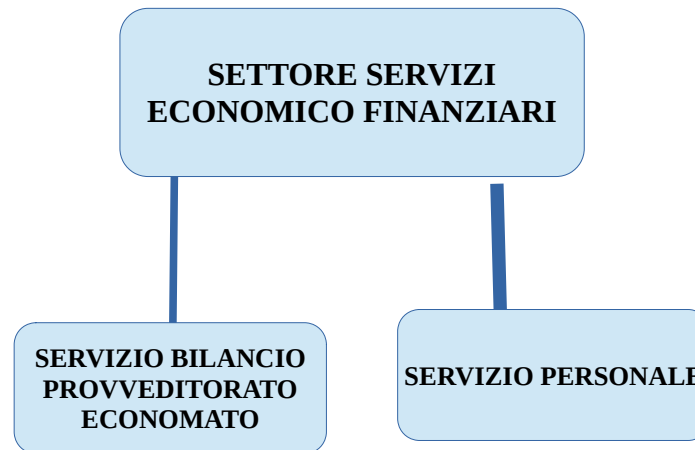 SETTORE SERVIZI
ECONOMICO FINANZIARI
SERVIZIO BILANCIO
PROVVEDITORATO
ECONOMATO
SERVIZIO PERSONALE